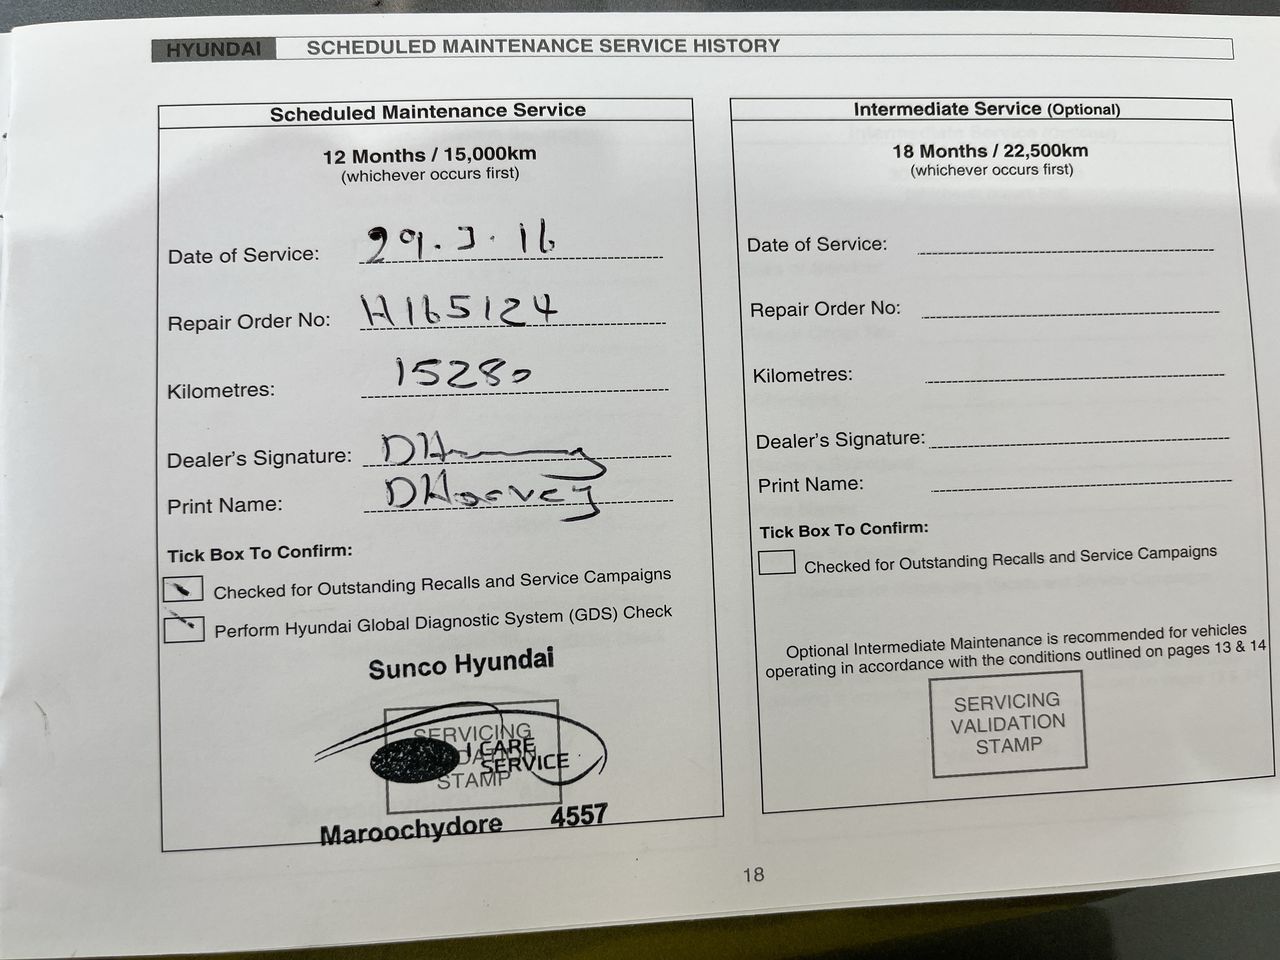 HYUNDAI SCHEDULED MAINTENANCE SERVICE HISTORY
Scheduled Maintenance Service
12 Months / 15,000km
(whichever occurs first)
Date of Service: 29.3.16
Repair Order No: H165124
Kilometres: 15280
Dealer's Signature: DH
Print Name: DHarvey
Tick Box To Confirm:
Checked for Outstanding Recalls and Service Campaigns
Perform Hyundai Global Diagnostic System (GDS) Check
Sunco Hyundai
SERVICING
I CARE
SERVICE
STAMP
Maroochydore 4557
Intermediate Service (Optional)
18 Months / 22,500km
(whichever occurs first)
Date of Service:
Repair Order No:
Kilometres:
Dealer's Signature:
Print Name:
Tick Box To Confirm:
Checked for Outstanding Recalls and Service Campaigns
Optional Intermediate Maintenance is recommended for vehicles
operating in accordance with the conditions outlined on pages 13 & 14
SERVICING
VALIDATION
STAMP
18